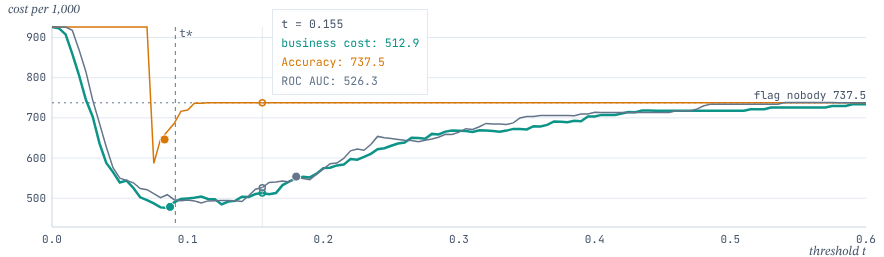 cost per 1,000
t = 0.155
business cost: 512.9
Accuracy: 737.5
ROC AUC: 526.3
t*
900
800
700
600
500
flag nobody 737.5
0.0 0.1 0.2 0.3 0.4 0.5 0.6
threshold t